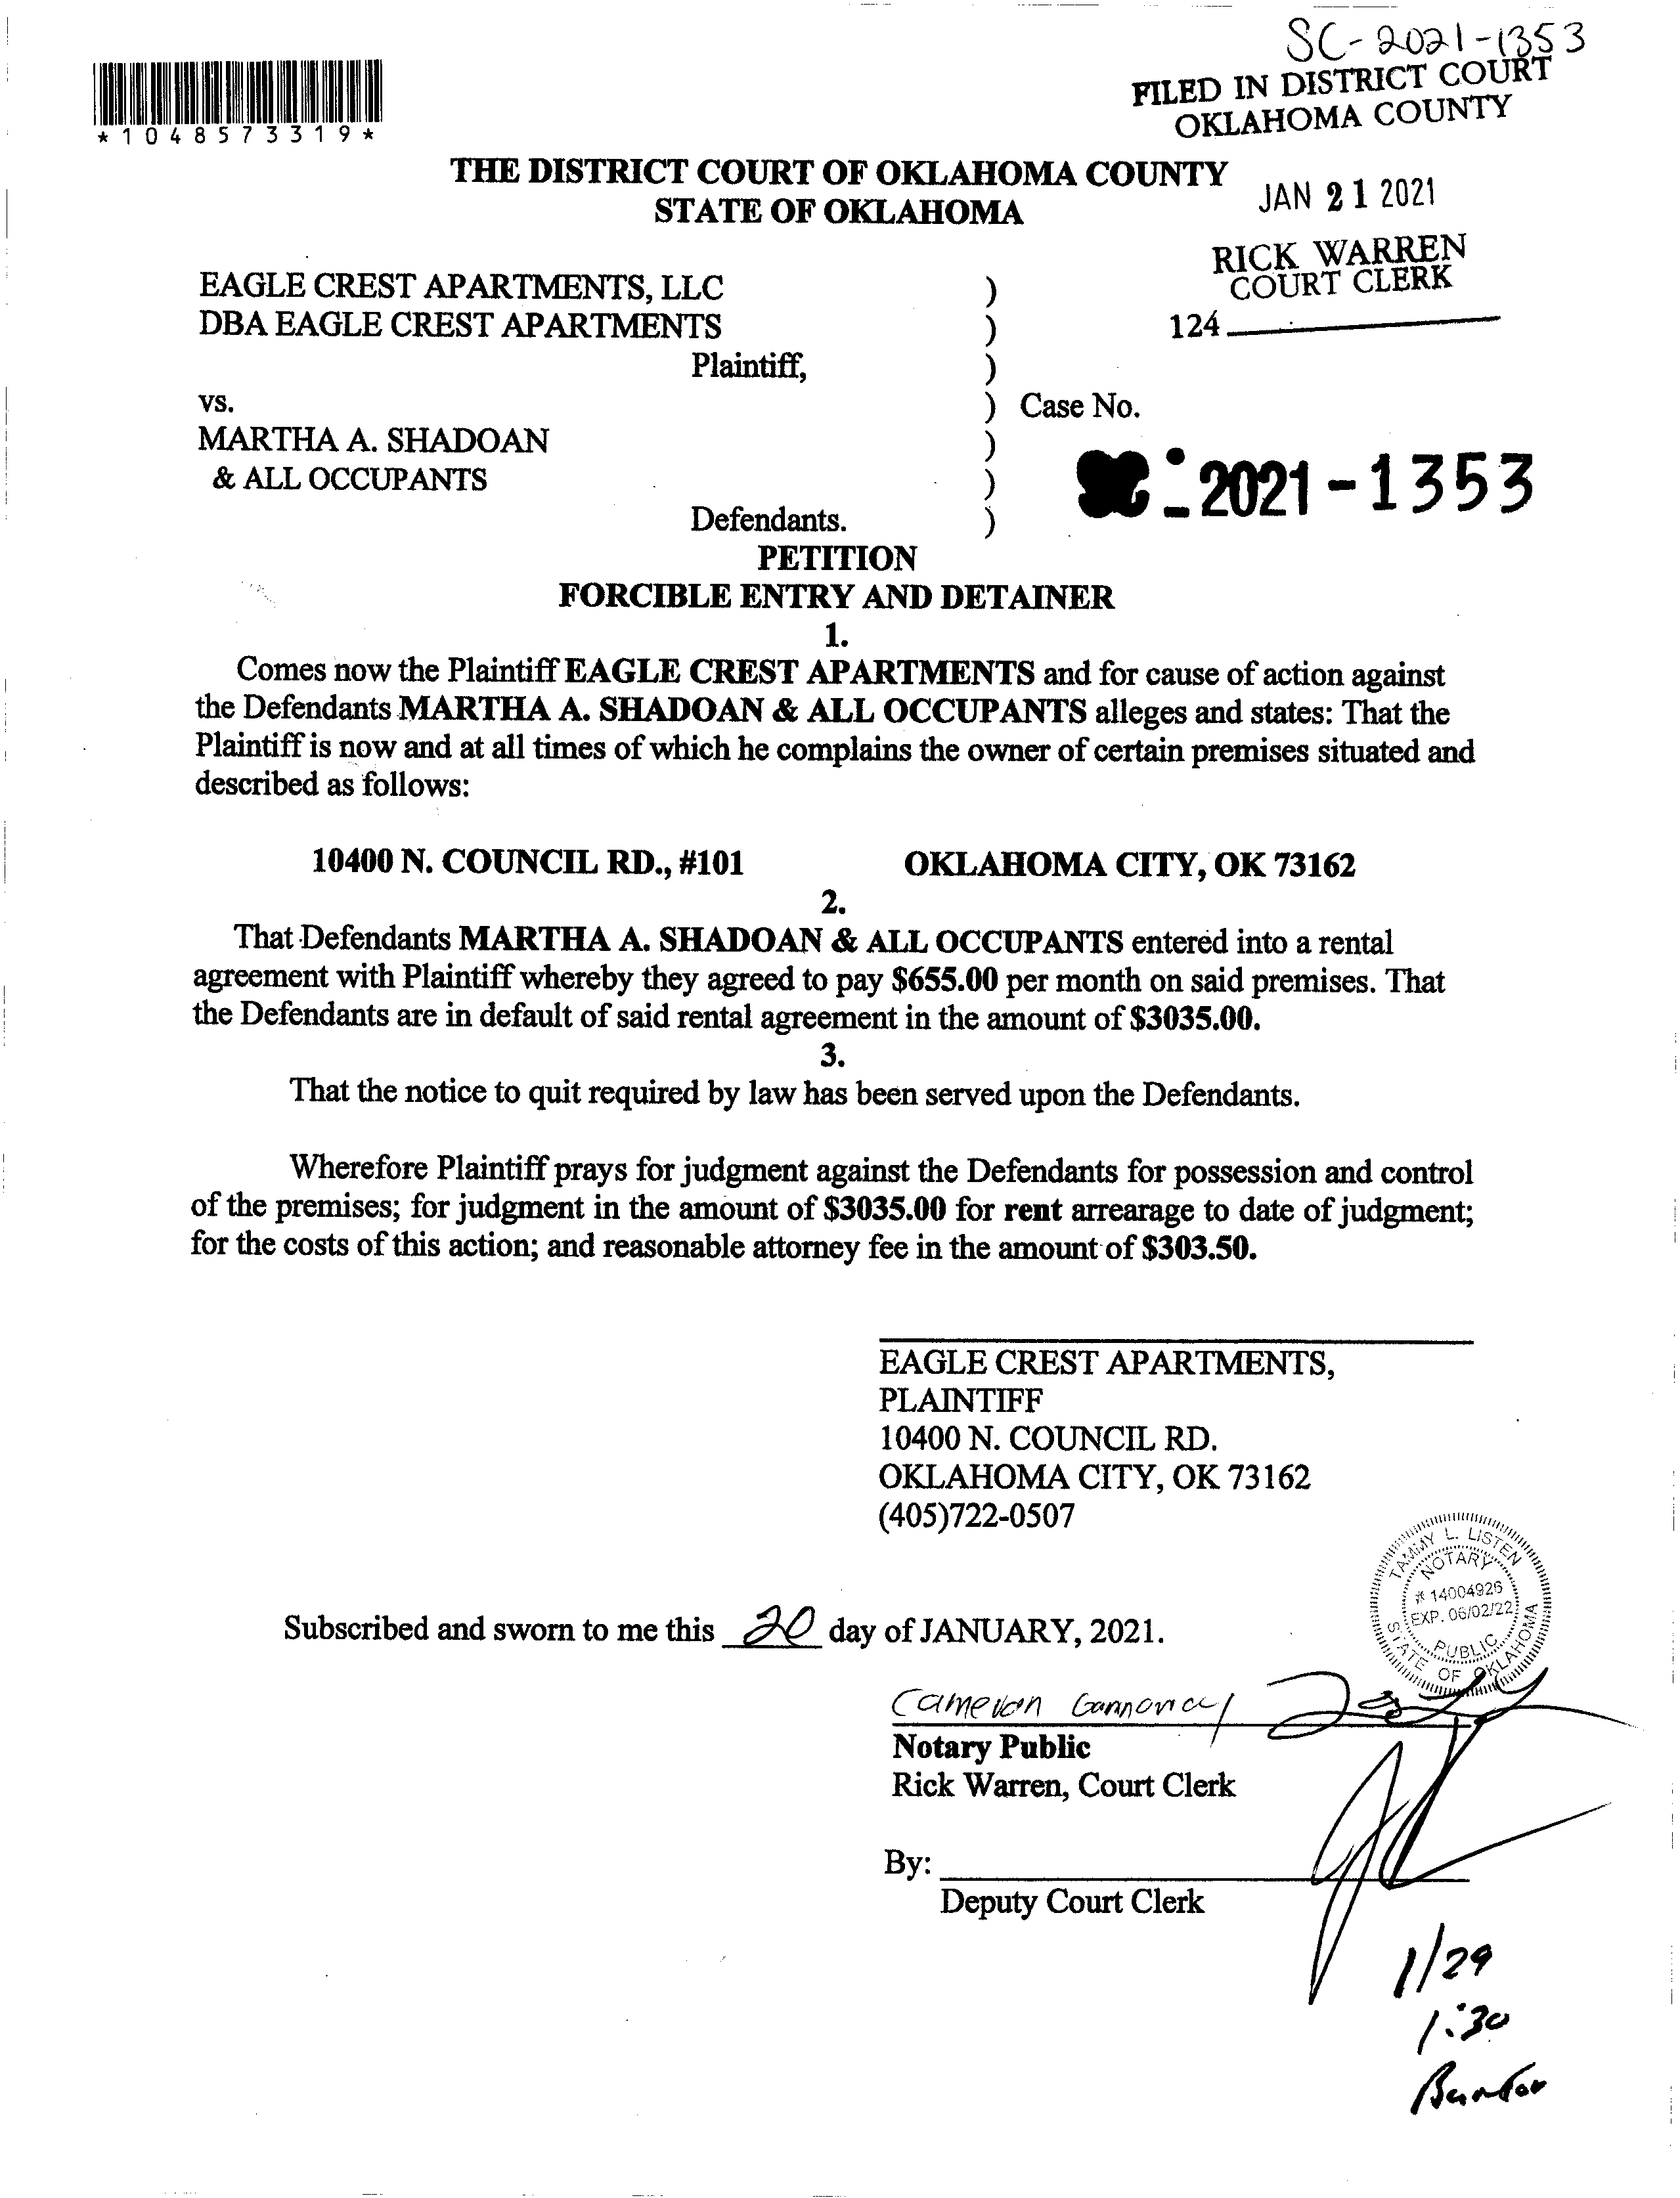 SC-2021-1353
FILED IN DISTRICT COURT
OKLAHOMA COUNTY
*1048573319*
THE DISTRICT COURT OF OKLAHOMA COUNTY
STATE OF OKLAHOMA
JAN 21 2021
RICK WARREN
COURT CLERK
124
EAGLE CREST APARTMENTS, LLC )
DBA EAGLE CREST APARTMENTS )
Plaintiff, )
vs. ) Case No.
MARTHA A. SHADOAN )
& ALL OCCUPANTS )
2021-1353
Defendants. )
PETITION
FORCIBLE ENTRY AND DETAINER
1.
Comes now the Plaintiff EAGLE CREST APARTMENTS and for cause of action against
the Defendants MARTHA A. SHADOAN & ALL OCCUPANTS alleges and states: That the
Plaintiff is now and at all times of which he complains the owner of certain premises situated and
described as follows:
10400 N. COUNCIL RD., #101 OKLAHOMA CITY, OK 73162
2.
That Defendants MARTHA A. SHADOAN & ALL OCCUPANTS entered into a rental
agreement with Plaintiff whereby they agreed to pay $655.00 per month on said premises. That
the Defendants are in default of said rental agreement in the amount of $3035.00.
3.
That the notice to quit required by law has been served upon the Defendants.
Wherefore Plaintiff prays for judgment against the Defendants for possession and control
of the premises; for judgment in the amount of $3035.00 for rent arrearage to date of judgment;
for the costs of this action; and reasonable attorney fee in the amount of $303.50.
EAGLE CREST APARTMENTS,
PLAINTIFF
10400 N. COUNCIL RD.
OKLAHOMA CITY, OK 73162
(405)722-0507
TAMMY L. LISTEN
NOTARY
# 14004926
EXP. 06/02/22
PUBLIC
STATE OF OKLAHOMA
Subscribed and sworn to me this 20 day of JANUARY, 2021.
Cameron
Notary Public
Rick Warren, Court Clerk
By:
Deputy Court Clerk
1/29
1:30